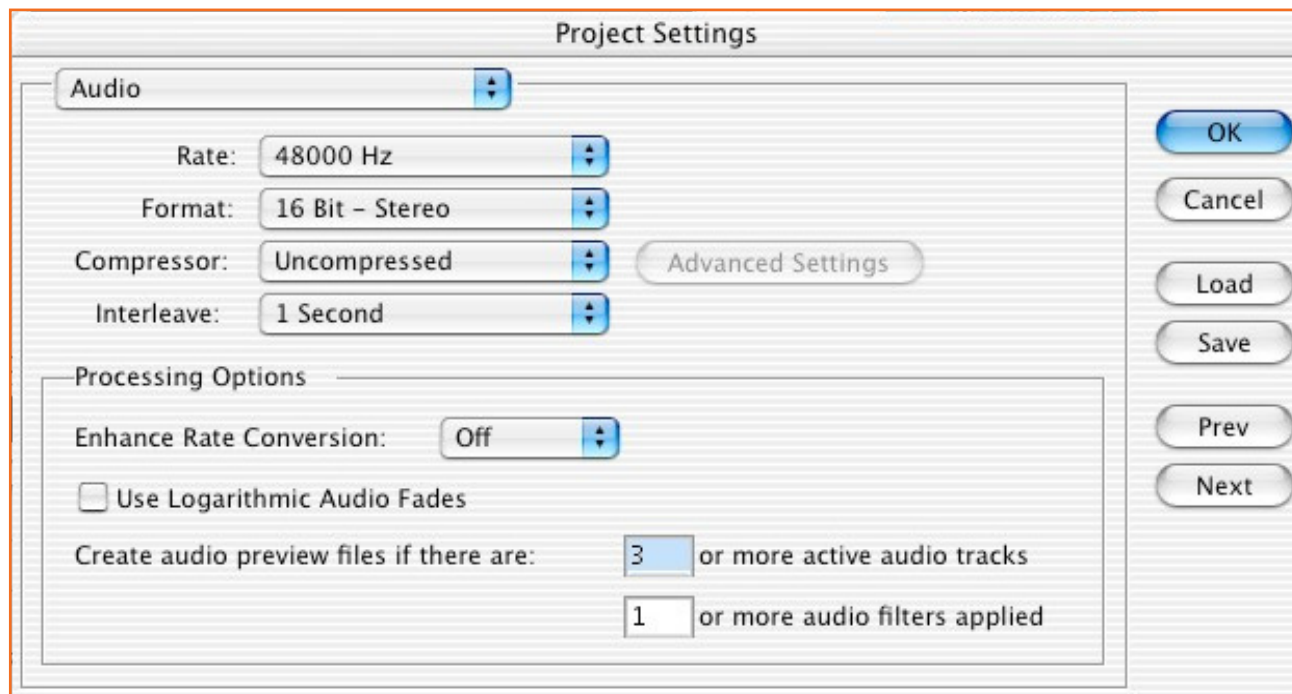 Project Settings
Audio
Rate: 48000 Hz
Format: 16 Bit – Stereo
Compressor: Uncompressed Advanced Settings
Interleave: 1 Second
Processing Options
Enhance Rate Conversion: Off
Use Logarithmic Audio Fades
Create audio preview files if there are: 3 or more active audio tracks
1 or more audio filters applied
OK
Cancel
Load
Save
Prev
Next